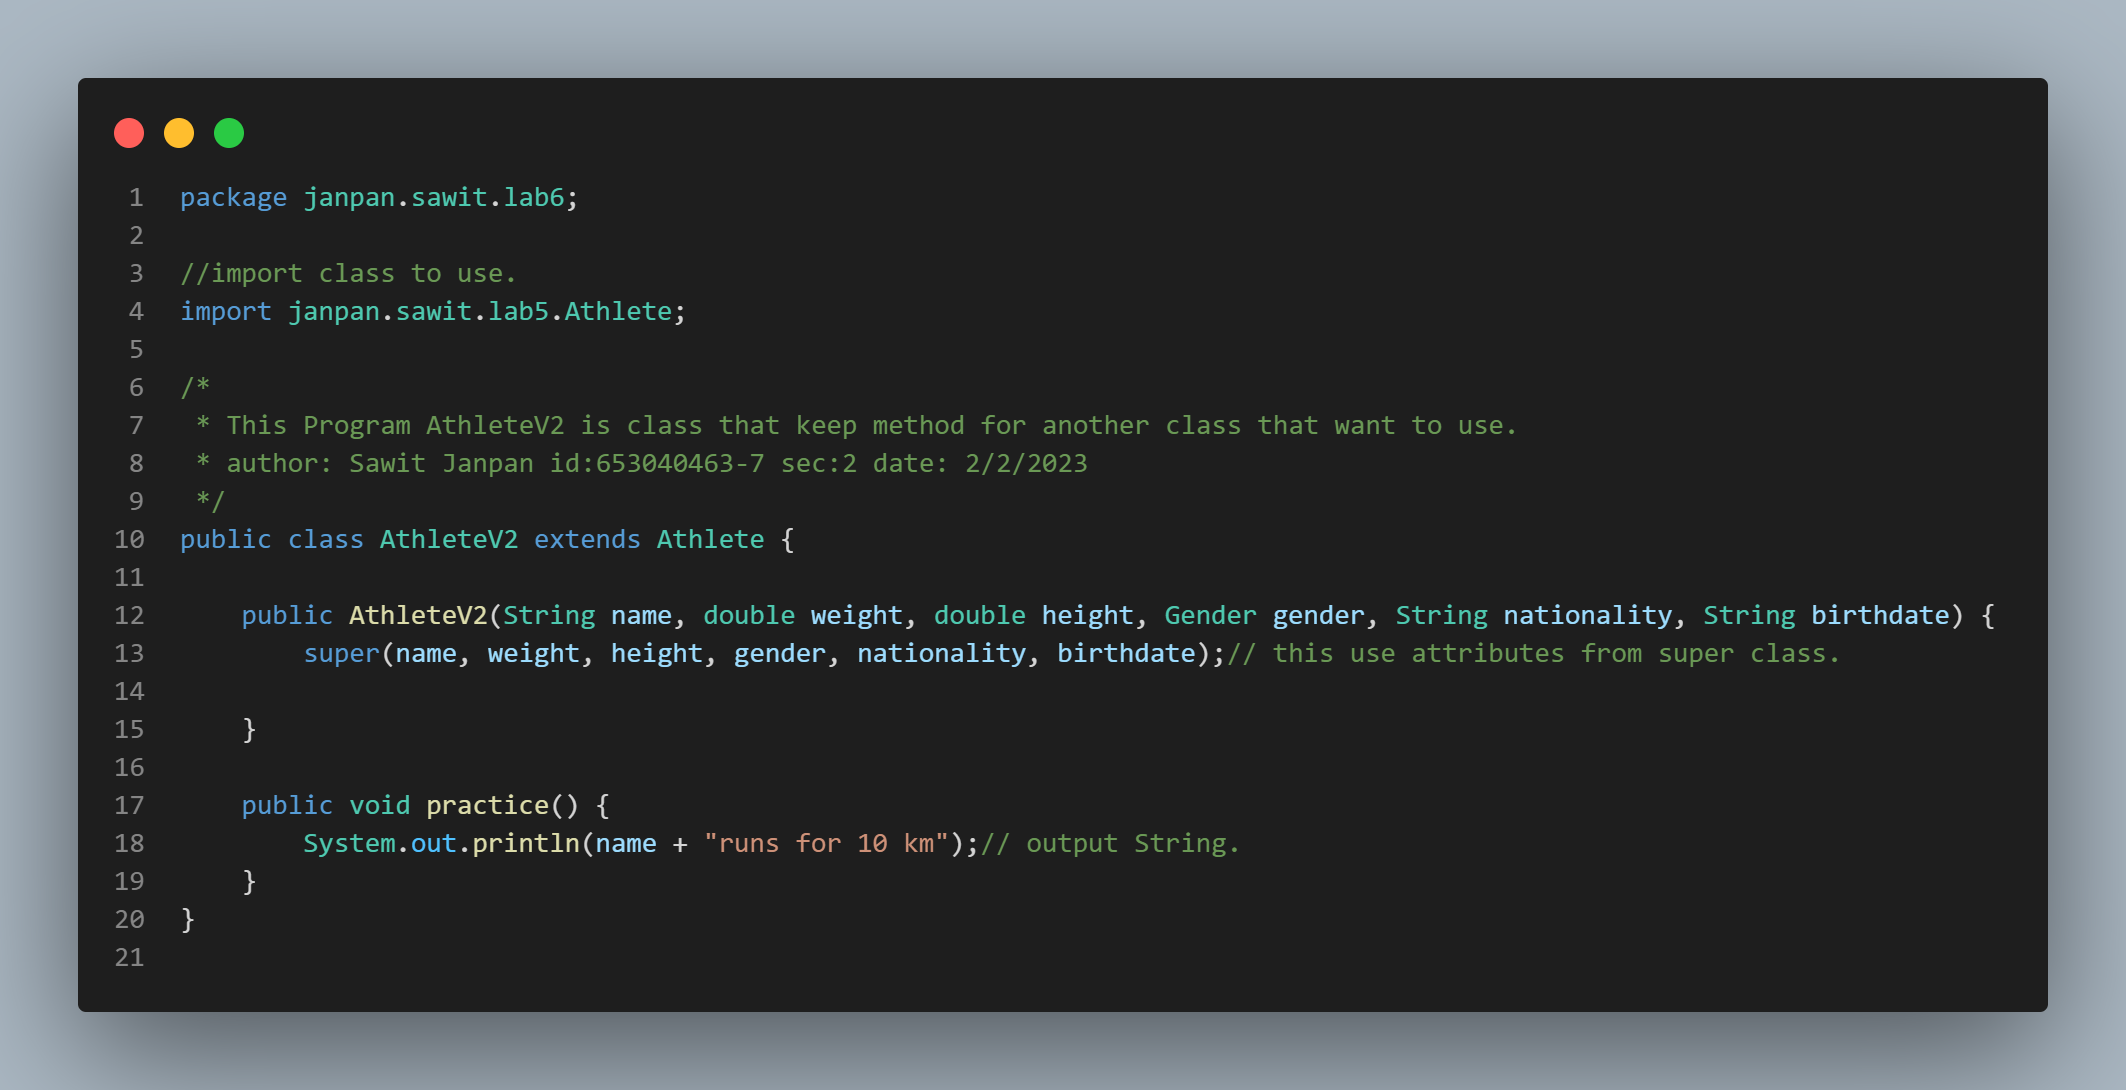 1 package janpan.sawit.lab6;
2
3 //import class to use.
4 import janpan.sawit.lab5.Athlete;
5
6 /*
7  * This Program AthleteV2 is class that keep method for another class that want to use.
8  * author: Sawit Janpan id:653040463-7 sec:2 date: 2/2/2023
9  */
10 public class AthleteV2 extends Athlete {
11
12     public AthleteV2(String name, double weight, double height, Gender gender, String nationality, String birthdate) {
13         super(name, weight, height, gender, nationality, birthdate);// this use attributes from super class.
14
15     }
16
17     public void practice() {
18         System.out.println(name + "runs for 10 km");// output String.
19     }
20 }
21